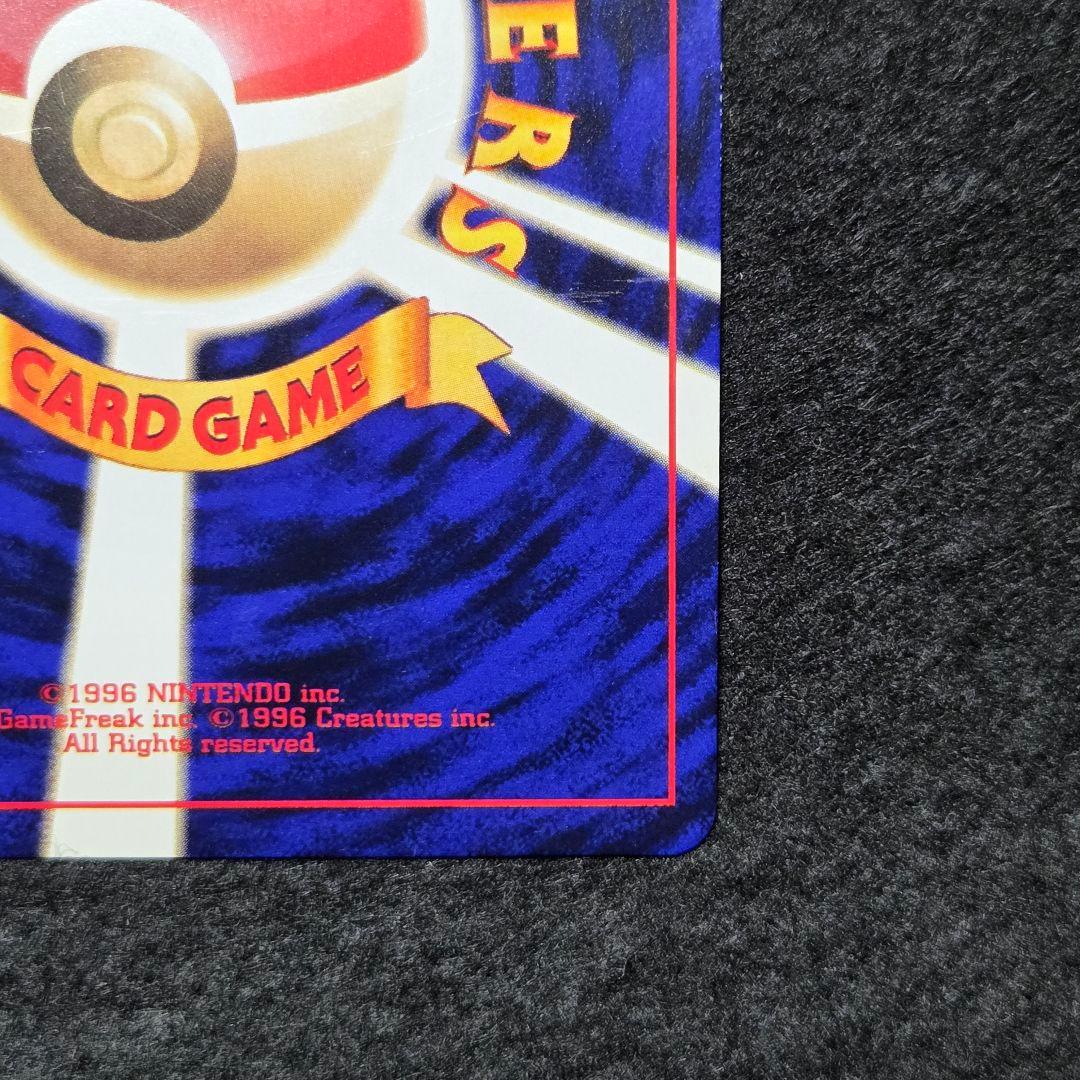 ERS
CARD GAME
©1996 NINTENDO inc.
GameFreak inc. ©1996 Creatures inc.
All Rights reserved.